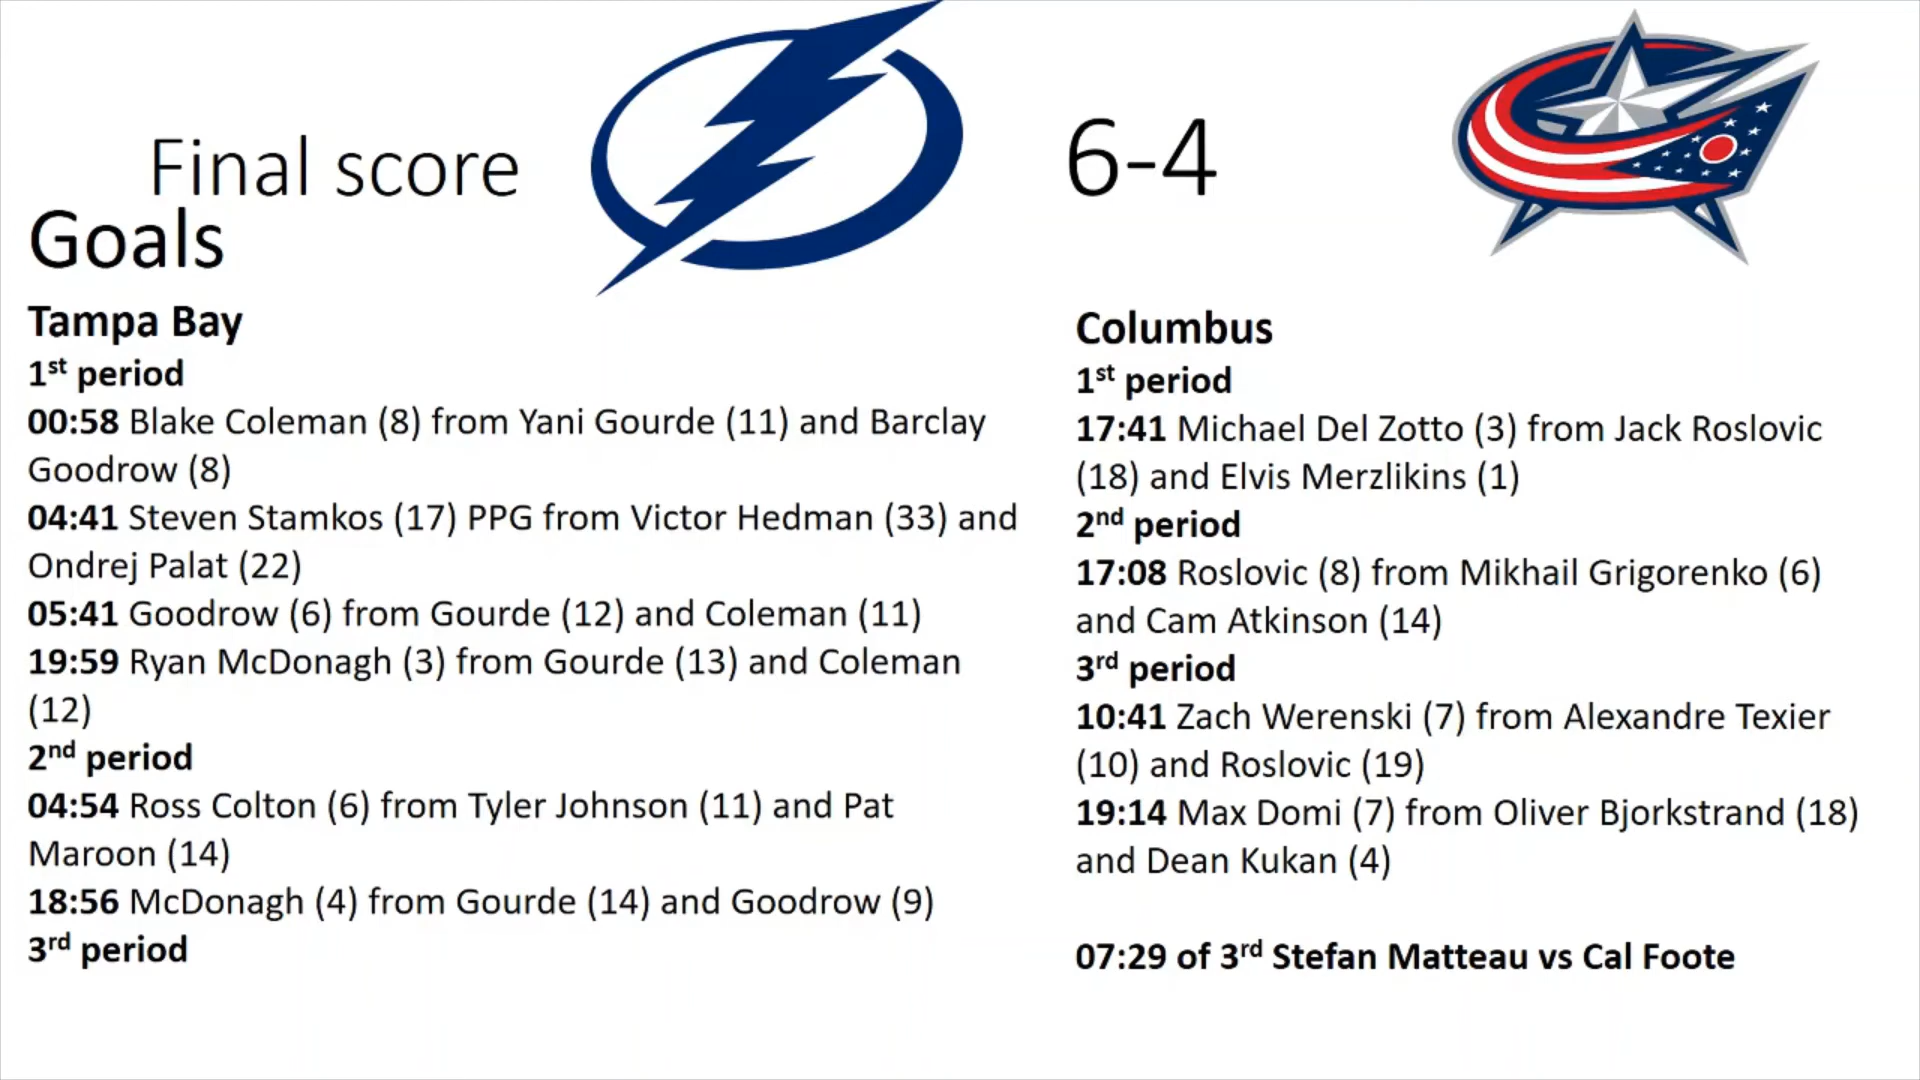 Final score
6-4
Goals
Tampa Bay
1st period
00:58 Blake Coleman (8) from Yani Gourde (11) and Barclay
Goodrow (8)
04:41 Steven Stamkos (17) PPG from Victor Hedman (33) and
Ondrej Palat (22)
05:41 Goodrow (6) from Gourde (12) and Coleman (11)
19:59 Ryan McDonagh (3) from Gourde (13) and Coleman
(12)
2nd period
04:54 Ross Colton (6) from Tyler Johnson (11) and Pat
Maroon (14)
18:56 McDonagh (4) from Gourde (14) and Goodrow (9)
3rd period
Columbus
1st period
17:41 Michael Del Zotto (3) from Jack Roslovic
(18) and Elvis Merzlikins (1)
2nd period
17:08 Roslovic (8) from Mikhail Grigorenko (6)
and Cam Atkinson (14)
3rd period
10:41 Zach Werenski (7) from Alexandre Texier
(10) and Roslovic (19)
19:14 Max Domi (7) from Oliver Bjorkstrand (18)
and Dean Kukan (4)
07:29 of 3rd Stefan Matteau vs Cal Foote